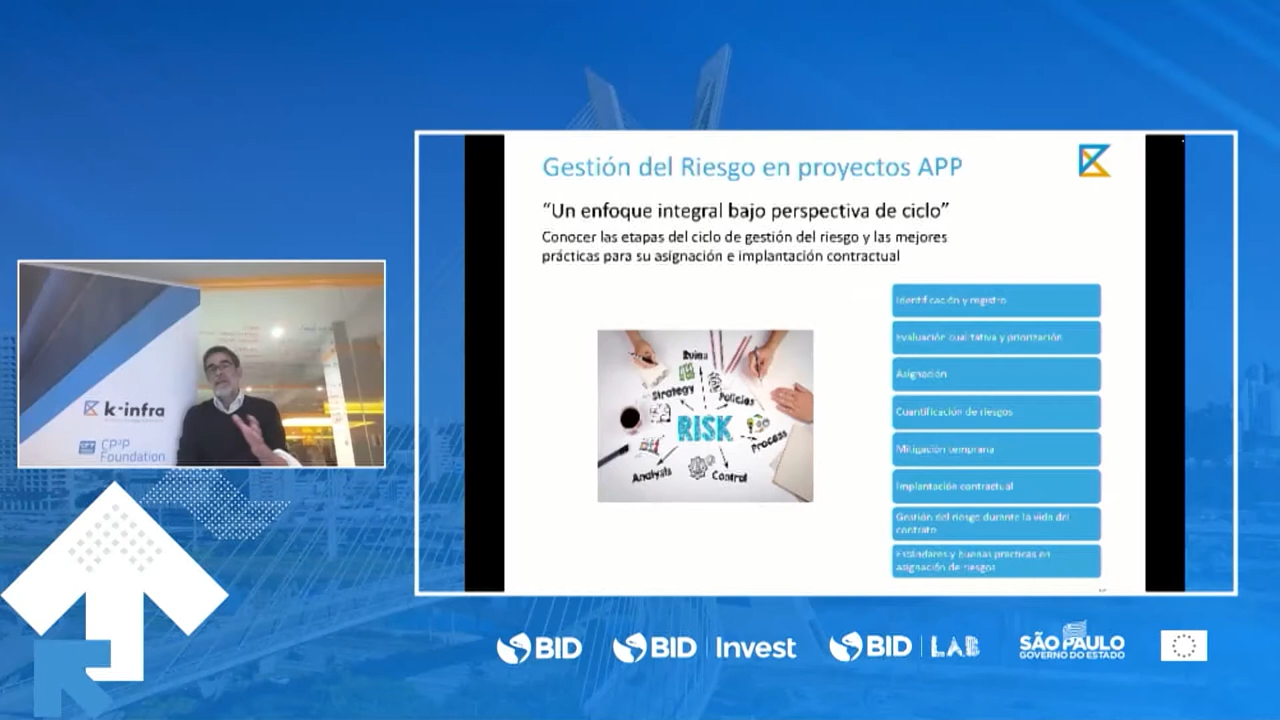 Gestión del Riesgo en proyectos APP
“Un enfoque integral bajo perspectiva de ciclo”
Conocer las etapas del ciclo de gestión del riesgo y las mejores
prácticas para su asignación e implantación contractual
Identificación y registro
Evaluación cualitativa y priorización
Asignación
Cuantificación de riesgos
Mitigación temprana
Implantación contractual
Gestión del riesgo durante la vida del
contrato
Estándares y buenas prácticas en
asignación de riesgos
Ruins
Strategy
Policies
RISK
Process
Analysis
Control
k-infra
CP³P
Foundation
BID
BID Invest
BID LAB
SÃO PAULO
GOVERNO DO ESTADO